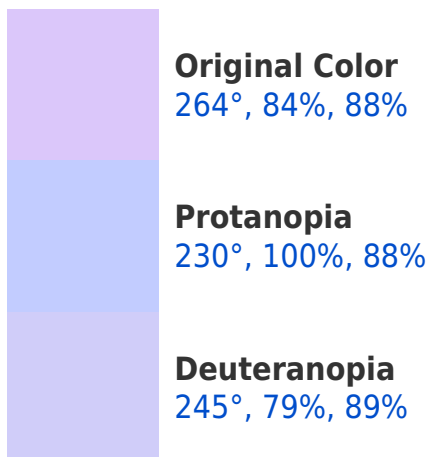 Original Color
264°, 84%, 88%
Protanopia
230°, 100%, 88%
Deuteranopia
245°, 79%, 89%